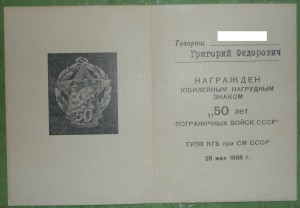 50
Товарищ
Григорий Федорович
НАГРАЖДЕН
ЮБИЛЕЙНЫМ НАГРУДНЫМ
ЗНАКОМ
„50 лет
ПОГРАНИЧНЫХ ВОЙСК СССР"
ГУПВ КГБ при СМ СССР
28 мая 1968 г.